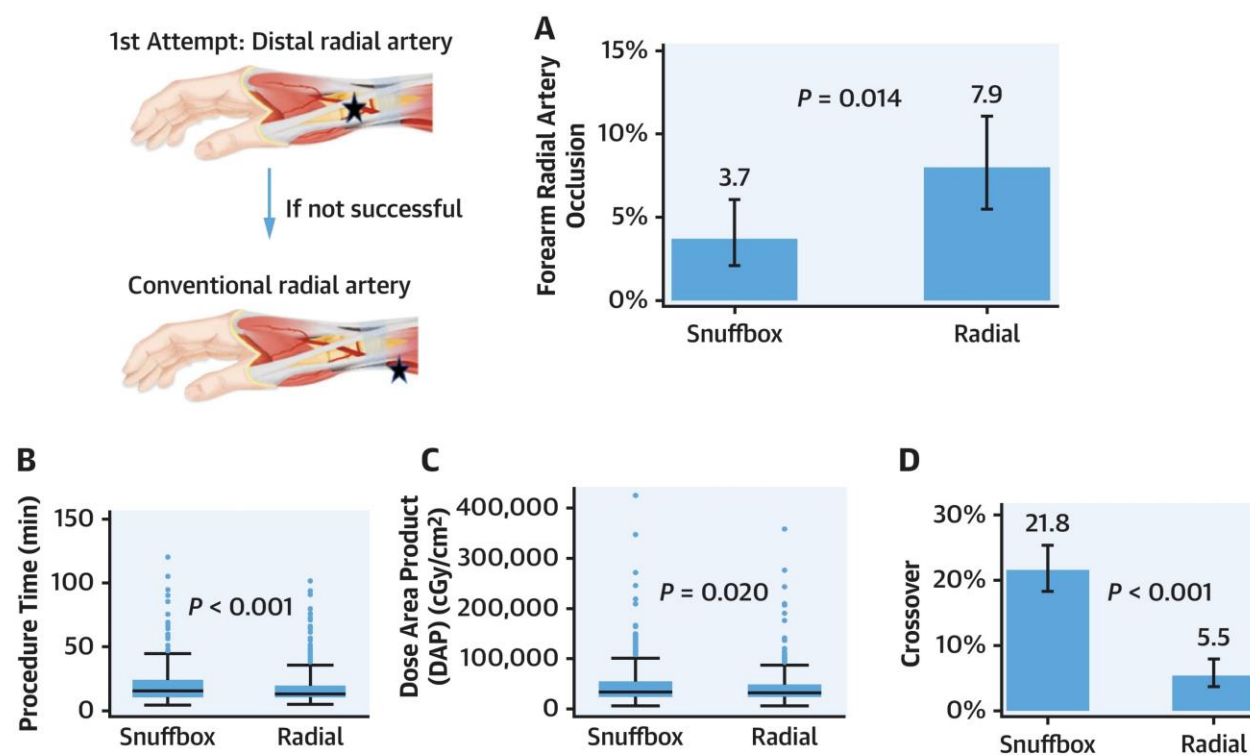 1st Attempt: Distal radial artery
If not successful
Conventional radial artery
A
Forearm Radial Artery
Occlusion
15%
10%
5%
0%
P = 0.014
3.7
7.9
Snuffbox
Radial
B
Procedure Time (min)
150
100
50
0
P < 0.001
Snuffbox
Radial
C
Dose Area Product
(DAP) (cGy/cm²)
400,000
300,000
200,000
100,000
0
P = 0.020
Snuffbox
Radial
D
Crossover
30%
20%
10%
0%
21.8
P < 0.001
5.5
Snuffbox
Radial